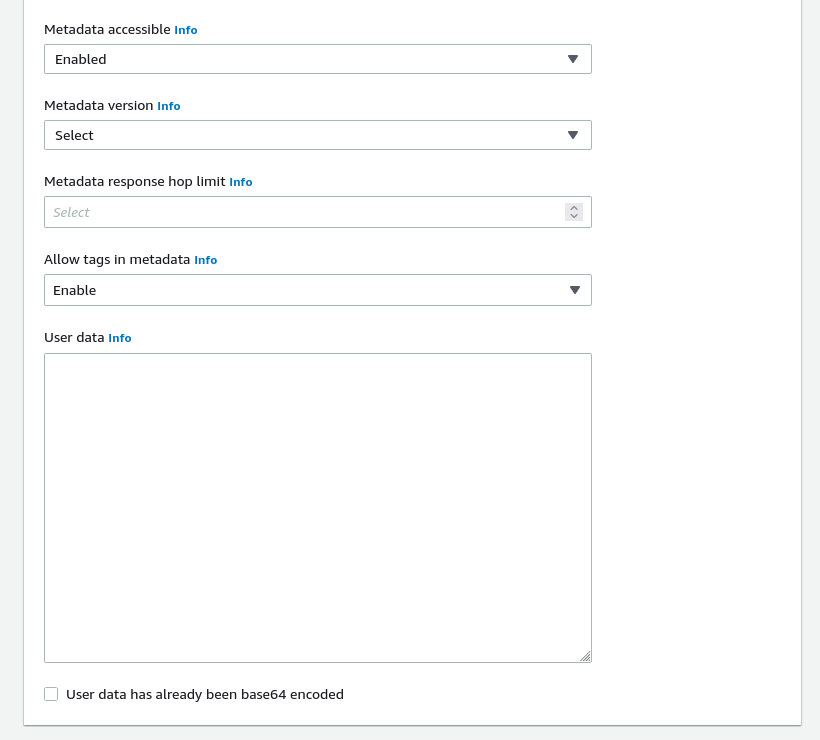 Metadata accessible Info
Enabled
Metadata version Info
Select
Metadata response hop limit Info
Select
Allow tags in metadata Info
Enable
User data Info
User data has already been base64 encoded